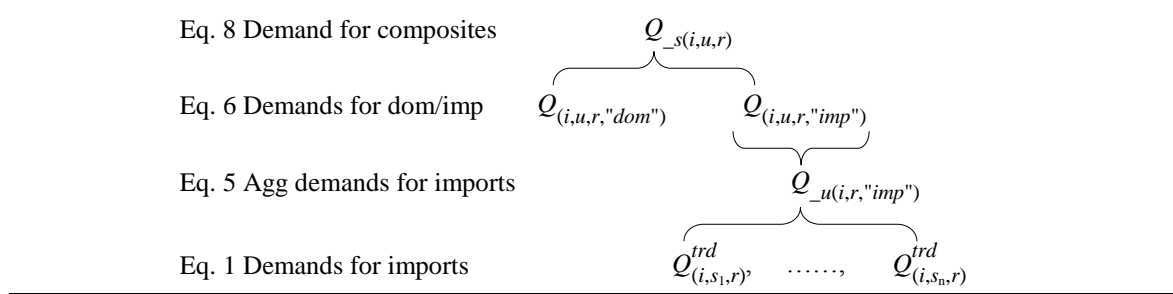 Eq. 8 Demand for composites Q_s(i,u,r)
Eq. 6 Demands for dom/imp Q(i,u,r,"dom") Q(i,u,r,"imp")
Eq. 5 Agg demands for imports Q_u(i,r,"imp")
Eq. 1 Demands for imports Q^trd(i,s₁,r), ……, Q^trd(i,sₙ,r)